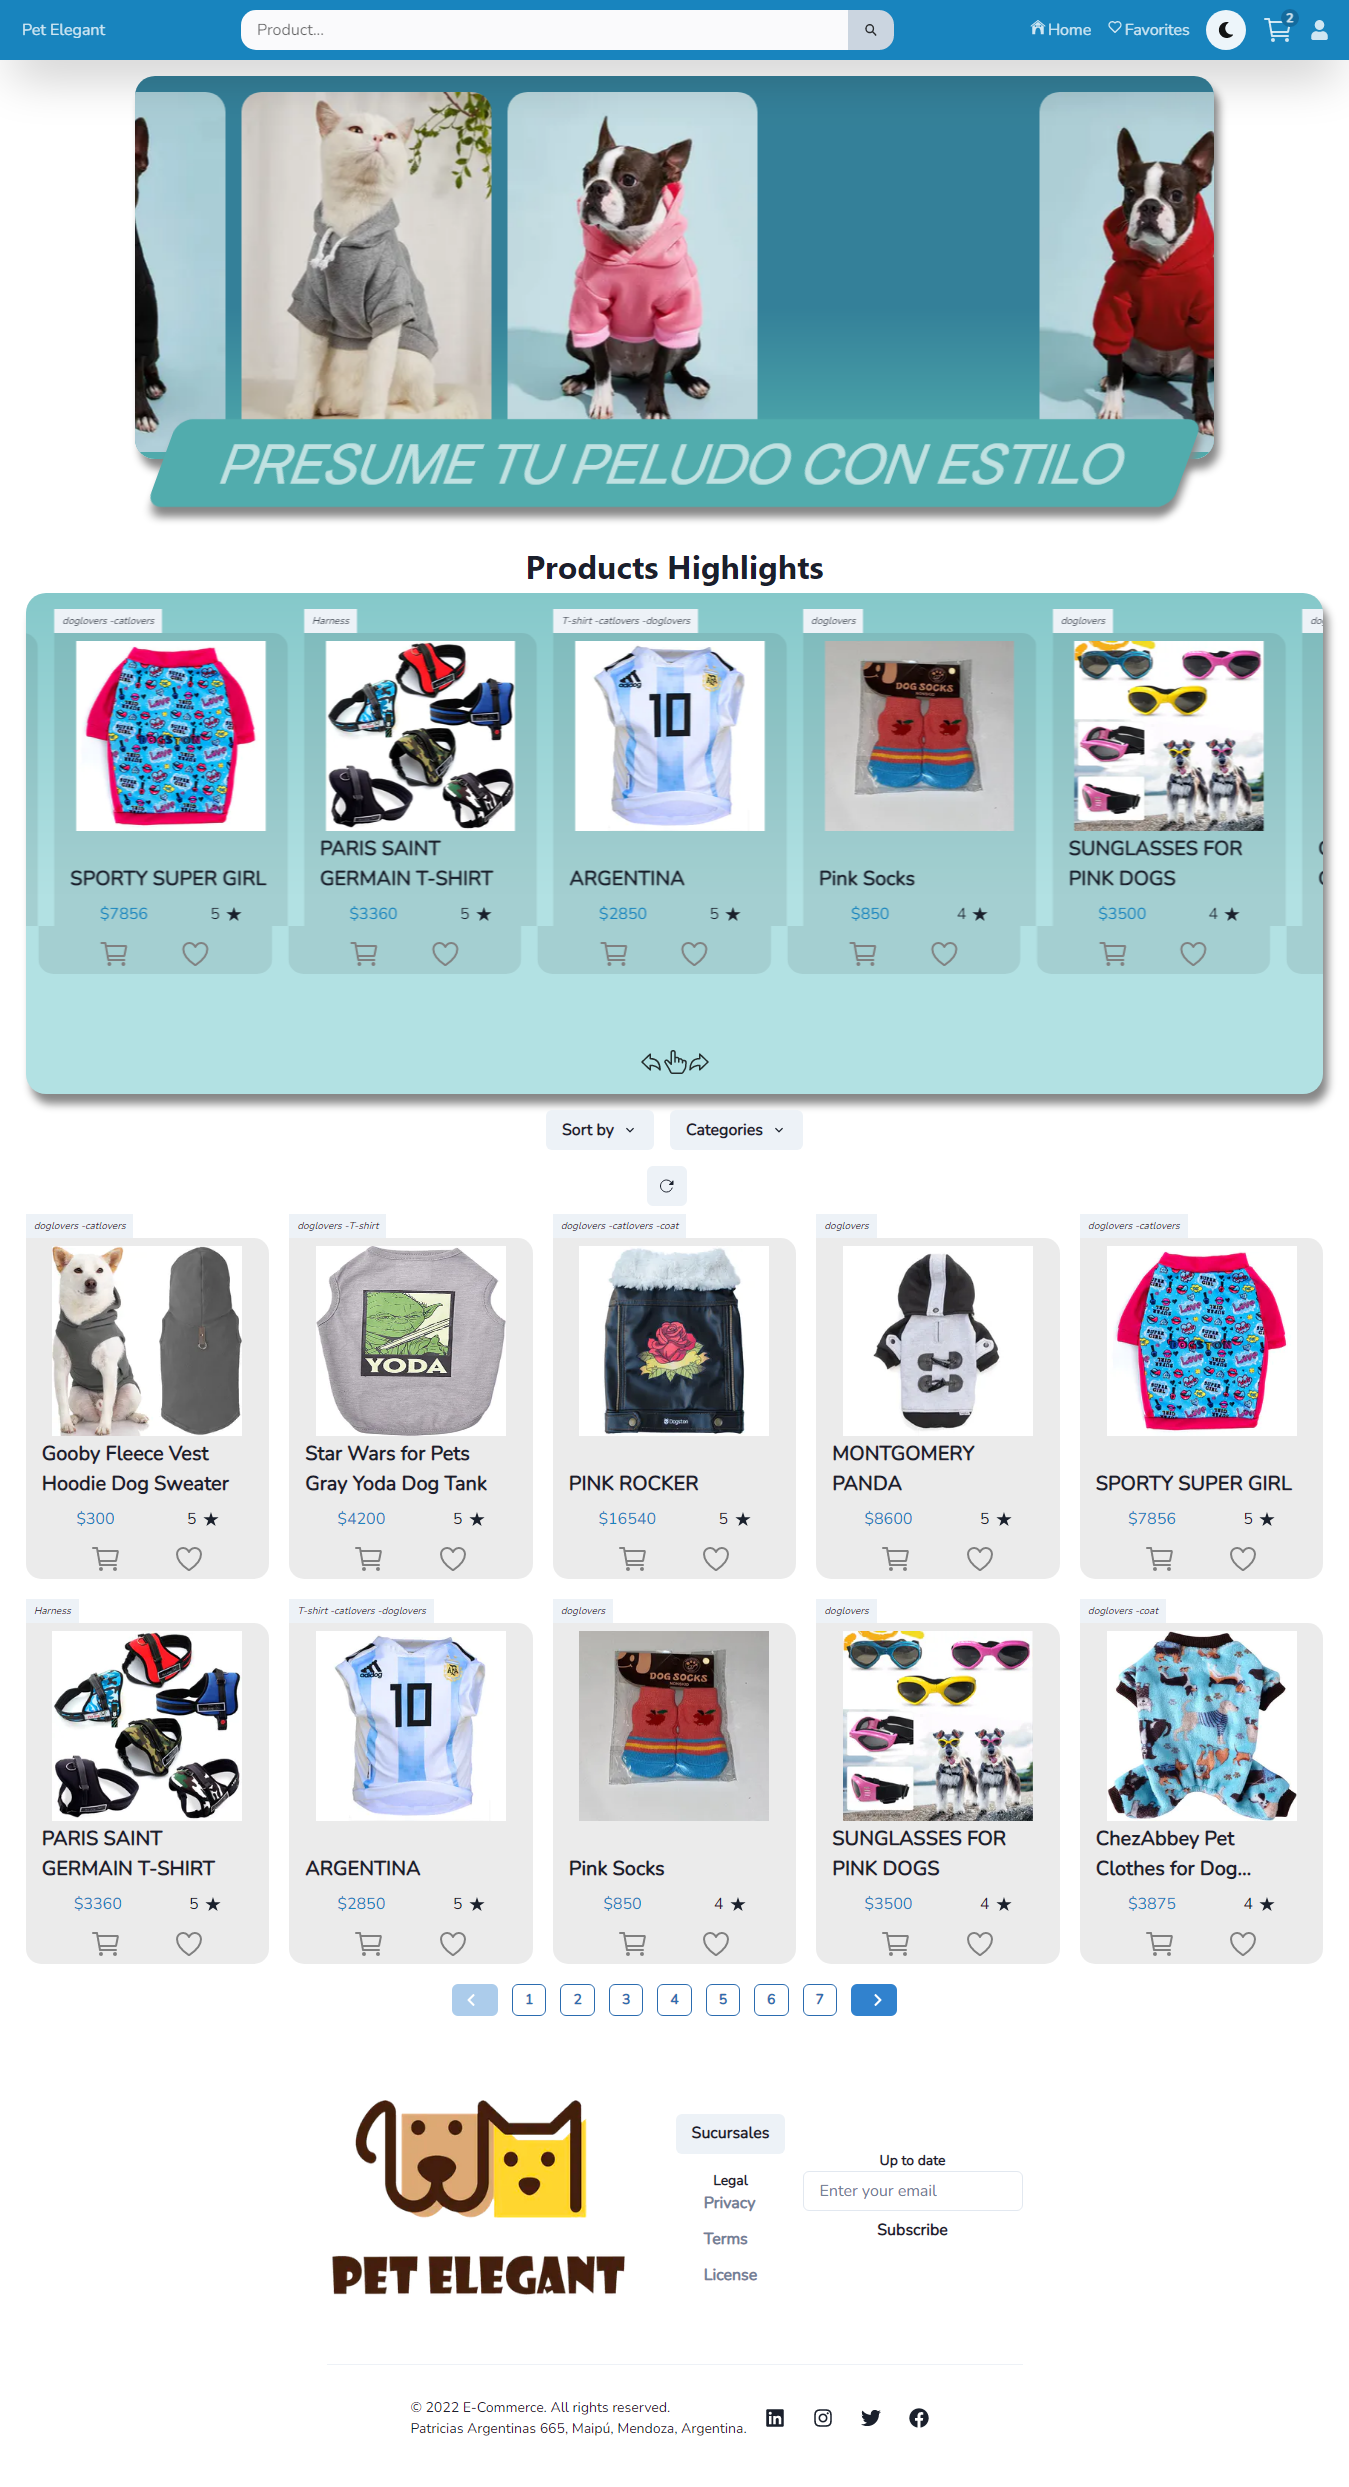 Pet Elegant
Product...
Home
Favorites
2
PRESUME TU PELUDO CON ESTILO
Products Highlights
doglovers -catlovers
Harness
T-shirt -catlovers -doglovers
doglovers
doglovers
10
DOG SOCKS
SPORTY SUPER GIRL
PARIS SAINT
GERMAIN T-SHIRT
ARGENTINA
Pink Socks
SUNGLASSES FOR
PINK DOGS
$7856
5
$3360
5
$2850
5
$850
4
$3500
4
Sort by
Categories
doglovers -catlovers
doglovers -T-shirt
doglovers -catlovers -coat
doglovers
doglovers -catlovers
YODA
Gooby Fleece Vest
Hoodie Dog Sweater
Star Wars for Pets
Gray Yoda Dog Tank
PINK ROCKER
MONTGOMERY
PANDA
SPORTY SUPER GIRL
$300
5
$4200
5
$16540
5
$8600
5
$7856
5
Harness
T-shirt -catlovers -doglovers
doglovers
doglovers
doglovers -coat
10
DOG SOCKS
PARIS SAINT
GERMAIN T-SHIRT
ARGENTINA
Pink Socks
SUNGLASSES FOR
PINK DOGS
ChezAbbey Pet
Clothes for Dog...
$3360
5
$2850
5
$850
4
$3500
4
$3875
4
1
2
3
4
5
6
7
PET ELEGANT
Sucursales
Legal
Privacy
Terms
License
Up to date
Enter your email
Subscribe
© 2022 E-Commerce. All rights reserved.
Patricias Argentinas 665, Maipú, Mendoza, Argentina.